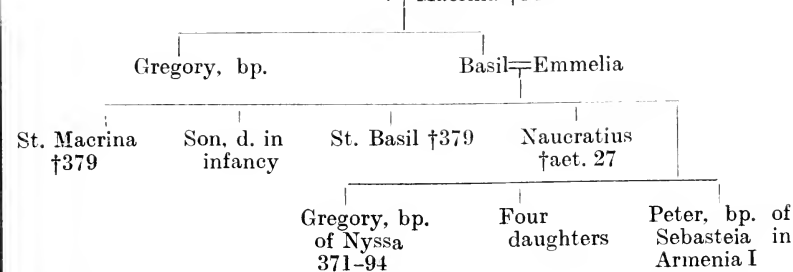 Gregory, bp. Basil=Emmelia
St. Macrina Son, d. in St. Basil †379 Naucratius
†379 infancy †aet. 27
Gregory, bp. Four Peter, bp. of
of Nyssa daughters Sebasteia in
371-94 Armenia I